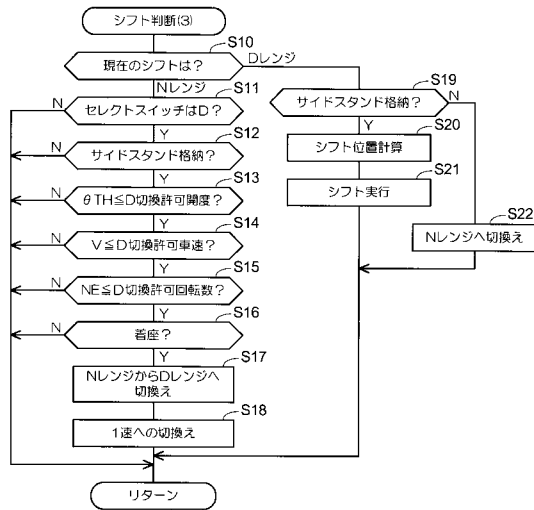 シフト判断(3)
S10
現在のシフトは?
Dレンジ
Nレンジ
S11
N
セレクトスイッチはD?
Y
S12
N
サイドスタンド格納?
Y
S13
N
θTH≦D切換許可開度?
Y
S14
N
V≦D切換許可車速?
Y
S15
N
NE≦D切換許可回転数?
Y
S16
N
着座?
Y
S17
NレンジからDレンジへ
切換え
S18
1速への切換え
リターン
S19
サイドスタンド格納?
N
Y
S20
シフト位置計算
S21
シフト実行
S22
Nレンジへ切換え